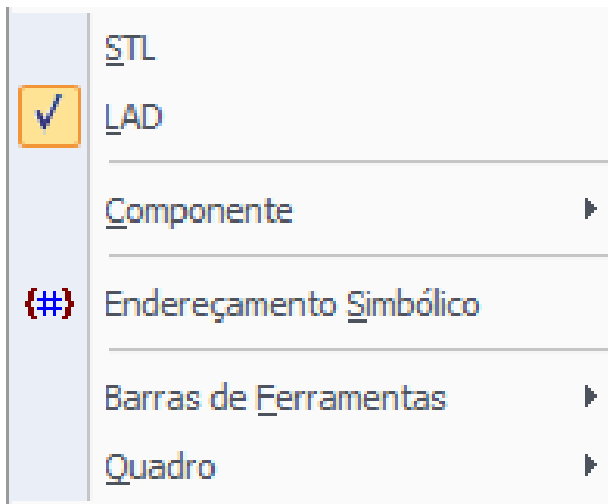 STL
LAD
Componente
{#} Endereçamento Simbólico
Barras de Ferramentas
Quadro